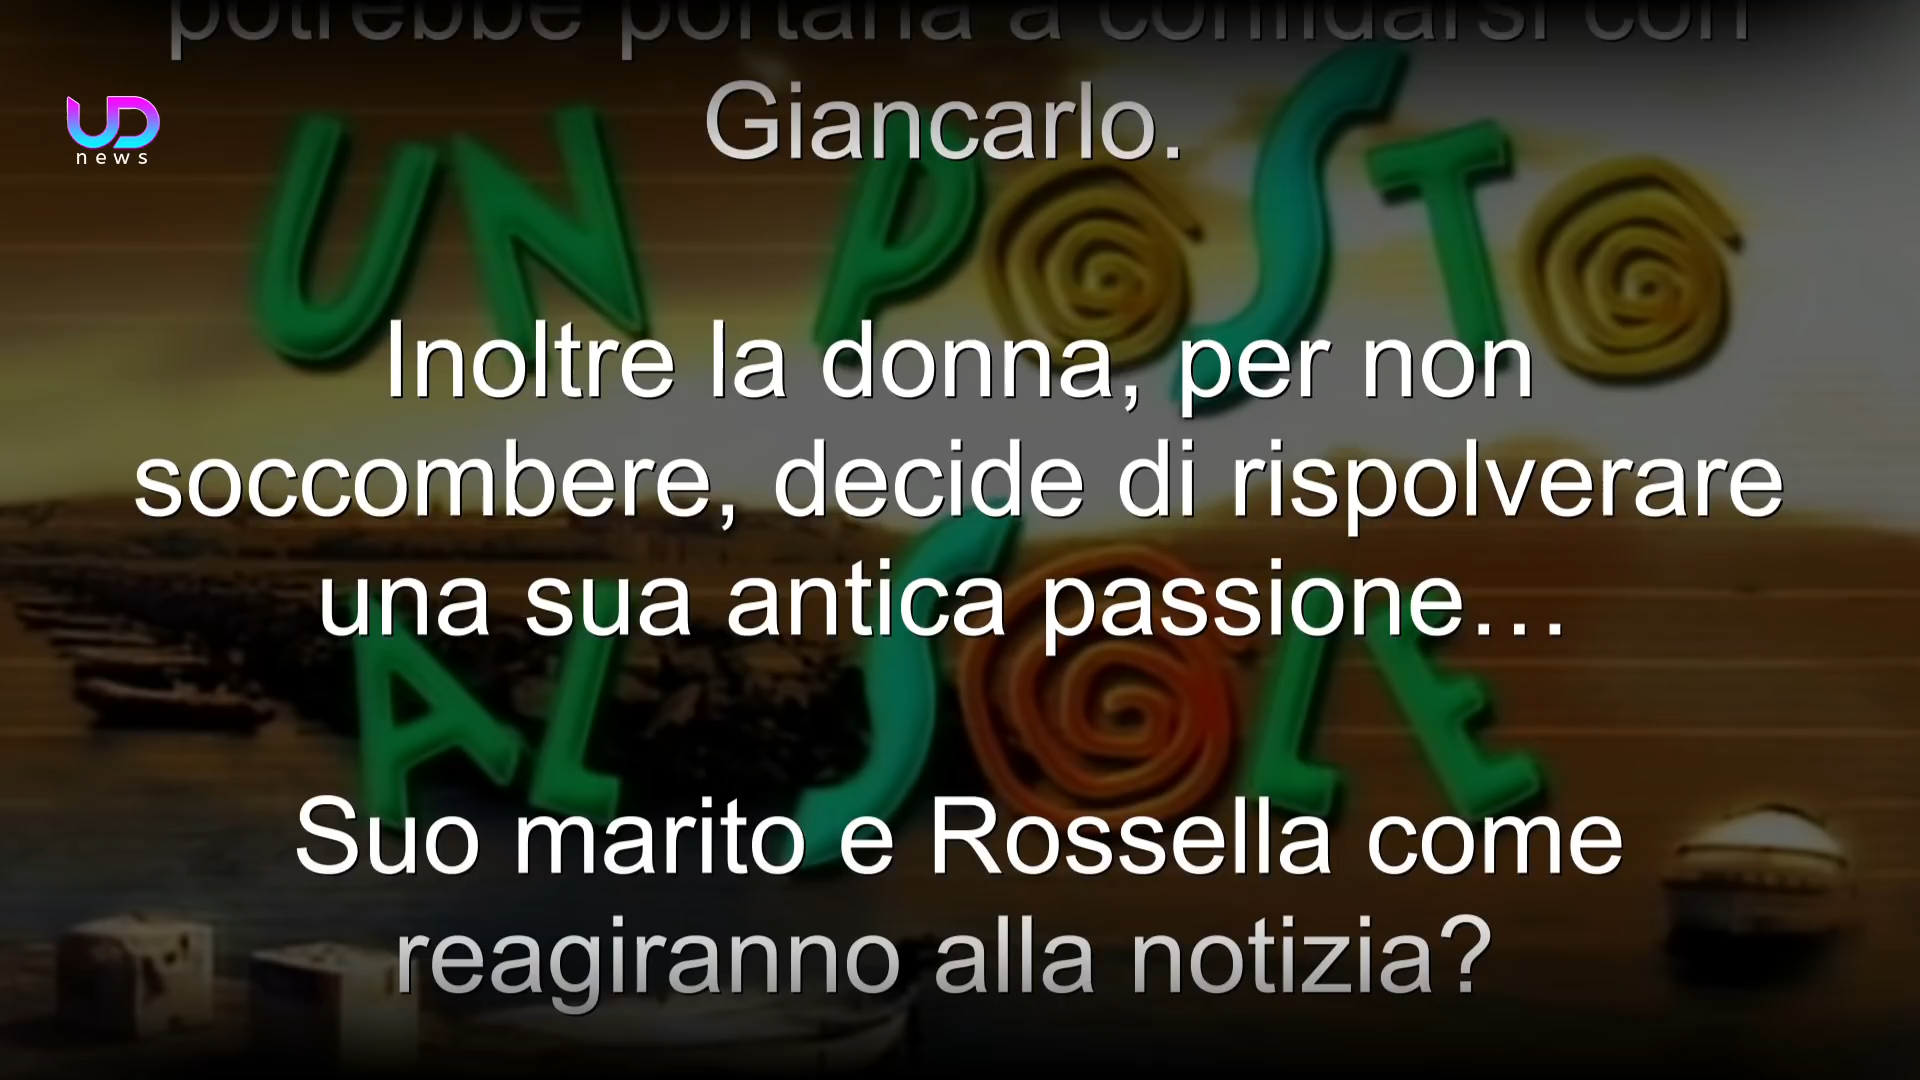 potrebbe portarla a confidarsi con
Giancarlo.
UD
news
UN POSTO
Inoltre la donna, per non
soccombere, decide di rispolverare
una sua antica passione…
AL SOLE
Suo marito e Rossella come
reagiranno alla notizia?